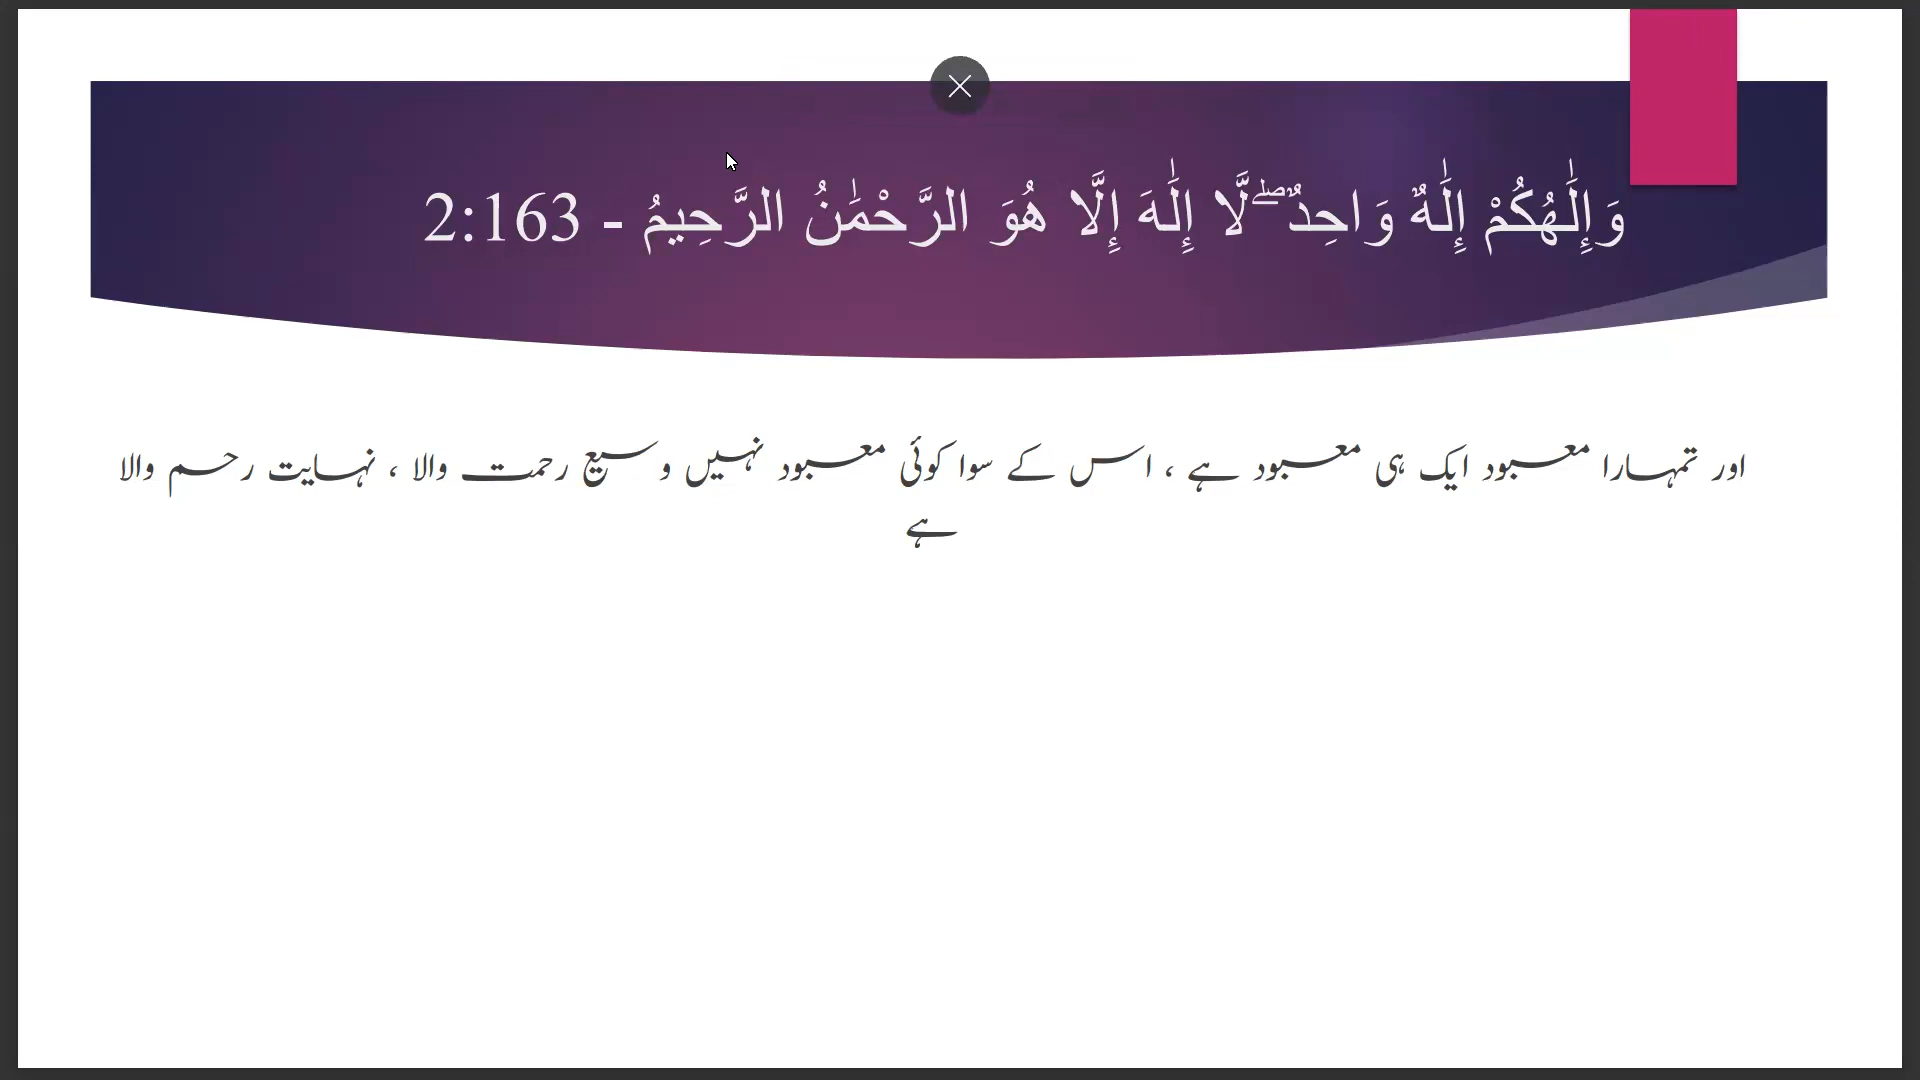 وَإِلَٰهُكُمْ إِلَٰهٌ وَاحِدٌ ۖ لَّا إِلَٰهَ إِلَّا هُوَ الرَّحْمَٰنُ الرَّحِيمُ - 2:163
اور تمہارا معبود ایک ہی معبود ہے ، اس کے سوا کوئی معبود نہیں وسیع رحمت والا ، نہایت رحم والا
ہے